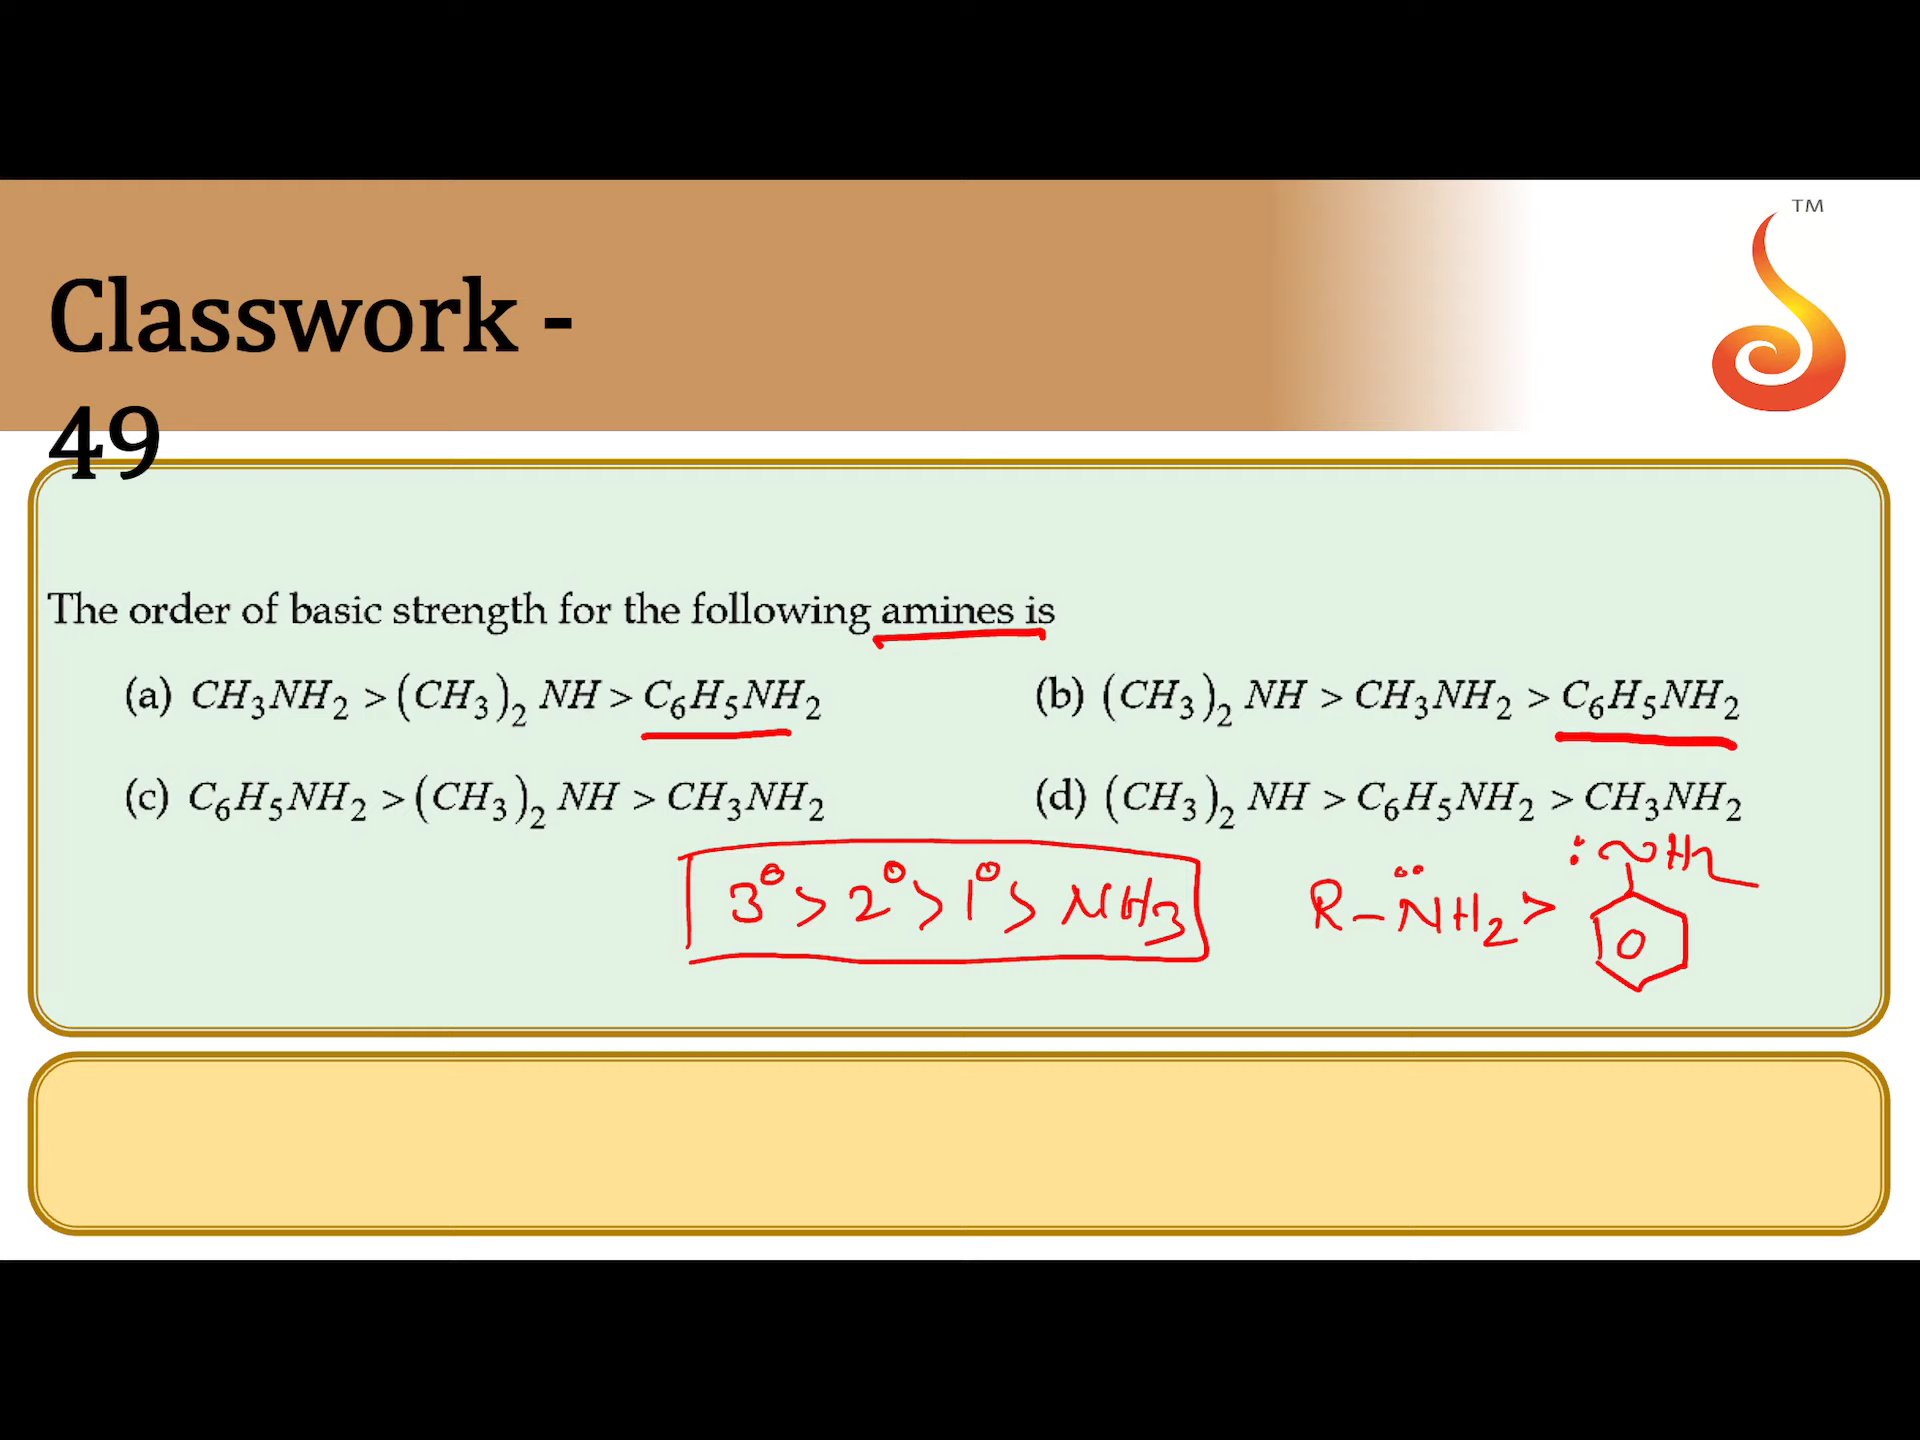 TM
Classwork -
49
The order of basic strength for the following amines is
(a) CH₃NH₂ > (CH₃)₂ NH > C₆H₅NH₂
(b) (CH₃)₂ NH > CH₃NH₂ > C₆H₅NH₂
(c) C₆H₅NH₂ > (CH₃)₂ NH > CH₃NH₂
(d) (CH₃)₂ NH > C₆H₅NH₂ > CH₃NH₂
3° > 2° > 1° > NH₃
R-N̈H₂ >
:NH₂